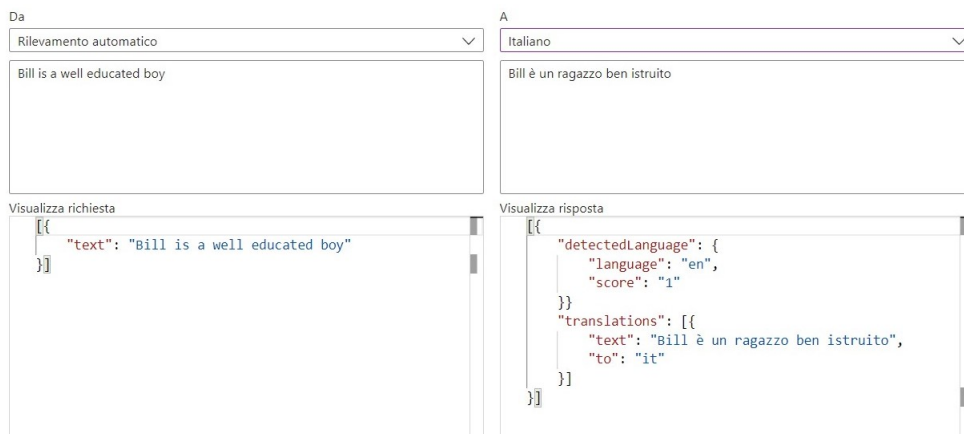 Da
Rilevamento automatico
Bill is a well educated boy
Visualizza richiesta
[{
"text": "Bill is a well educated boy"
}]
A
Italiano
Bill è un ragazzo ben istruito
Visualizza risposta
[{
"detectedLanguage": {
"language": "en",
"score": "1"
}}
"translations": [{
"text": "Bill è un ragazzo ben istruito",
"to": "it"
}]
}]